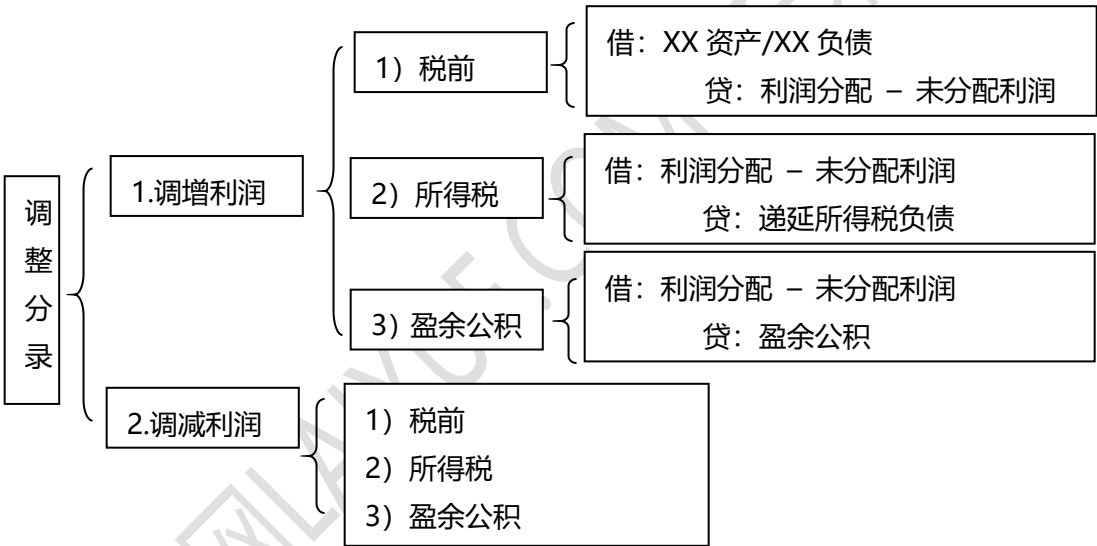 调整分录
1.调增利润
1）税前
借：XX 资产/XX 负债
贷：利润分配 – 未分配利润
2）所得税
借：利润分配 – 未分配利润
贷：递延所得税负债
3）盈余公积
借：利润分配 – 未分配利润
贷：盈余公积
2.调减利润
1）税前
2）所得税
3）盈余公积